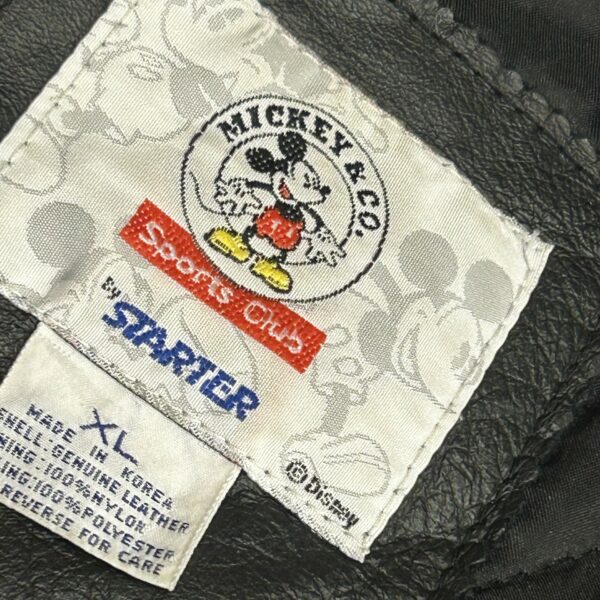 MICKEY & CO.
Sports Club
BY
STARTER
© Disney
XL
MADE IN KOREA
SHELL:GENUINE LEATHER
NING:100%NYLON
ING:100%POLYESTER
REVERSE FOR CARE